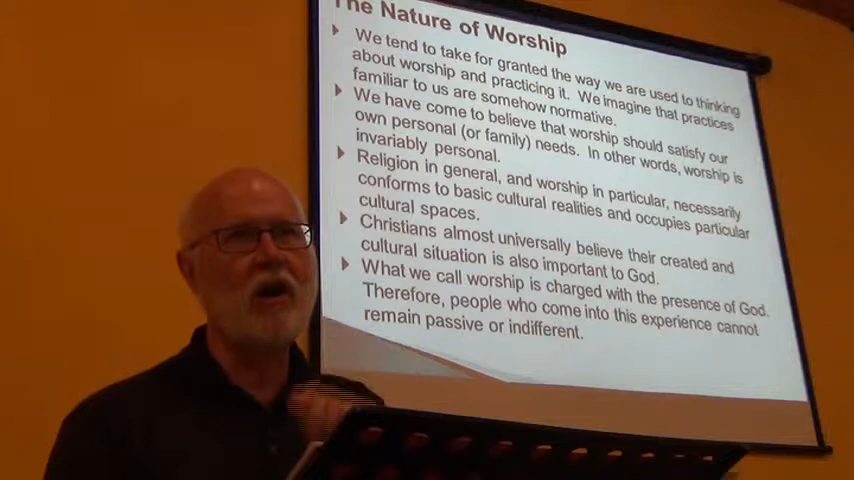 The Nature of Worship
We tend to take for granted the way we are used to thinking
about worship and practicing it. We imagine that practices
familiar to us are somehow normative.
We have come to believe that worship should satisfy our
own personal (or family) needs. In other words, worship is
invariably personal.
Religion in general, and worship in particular, necessarily
conforms to basic cultural realities and occupies particular
cultural spaces.
Christians almost universally believe their created and
cultural situation is also important to God.
What we call worship is charged with the presence of God.
Therefore, people who come into this experience cannot
remain passive or indifferent.